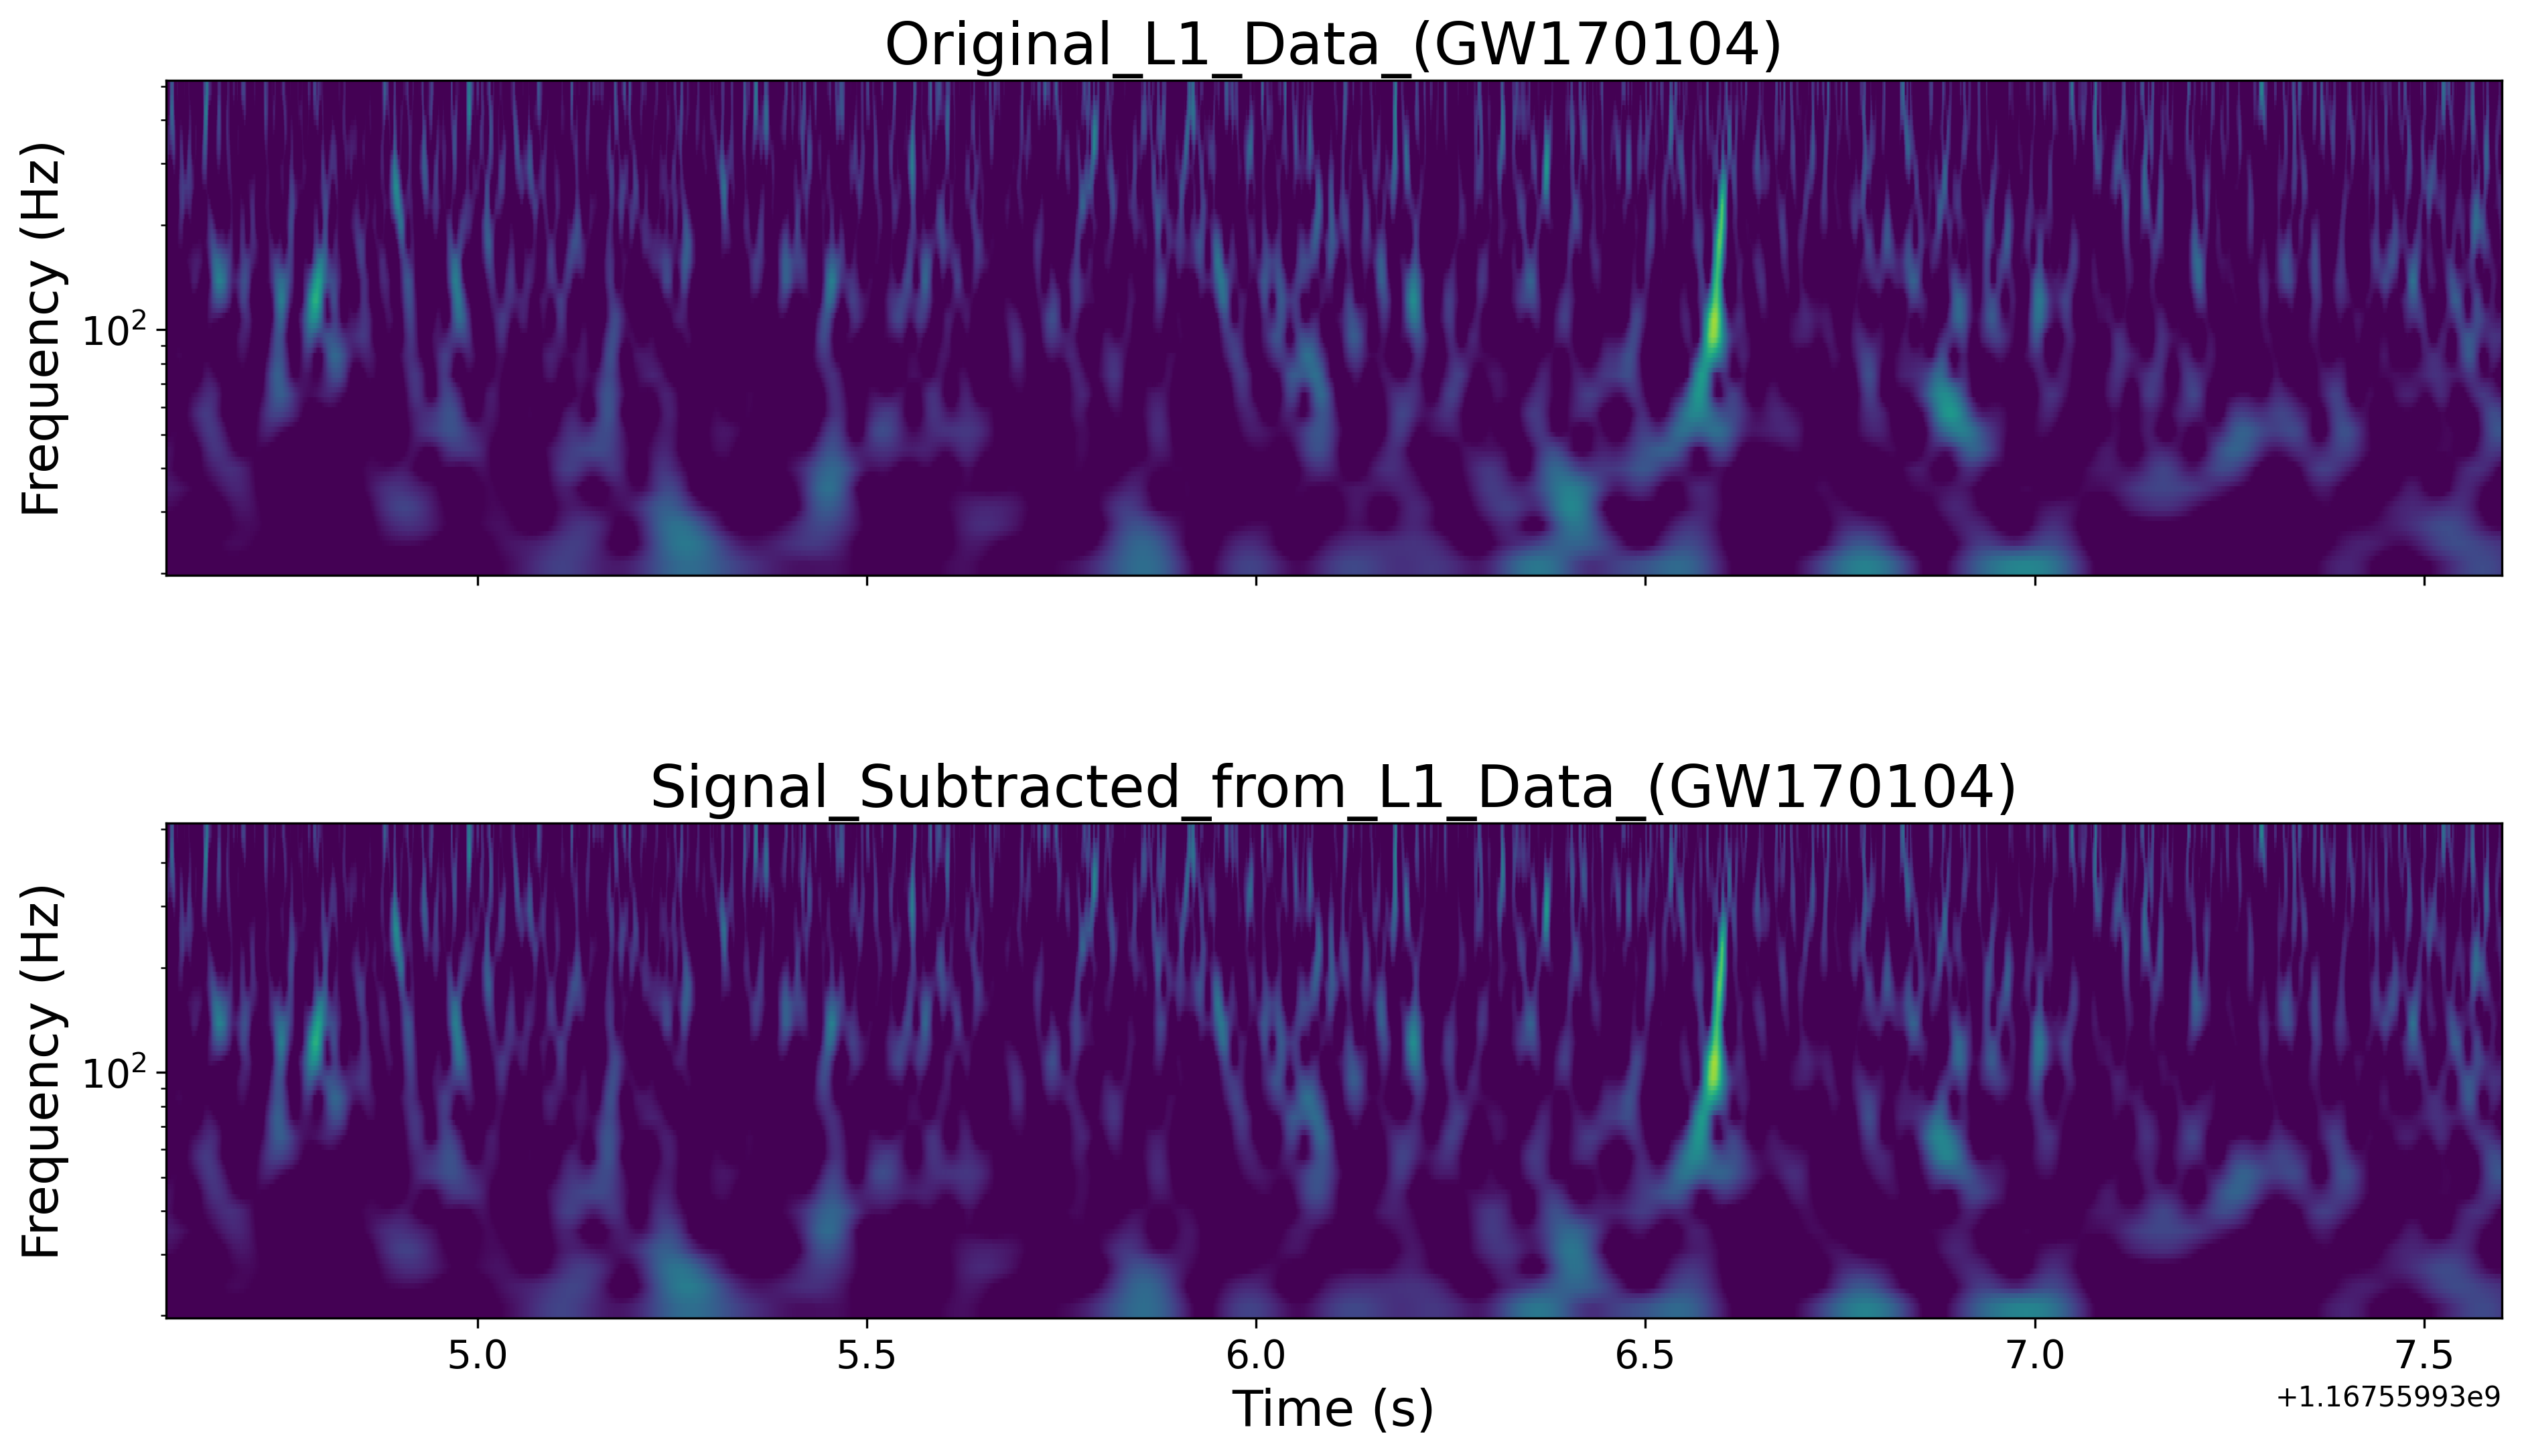 Original_L1_Data_(GW170104)
Frequency (Hz)
10²
Signal_Subtracted_from_L1_Data_(GW170104)
Frequency (Hz)
10²
5.0 5.5 6.0 6.5 7.0 7.5
Time (s)
+1.16755993e9